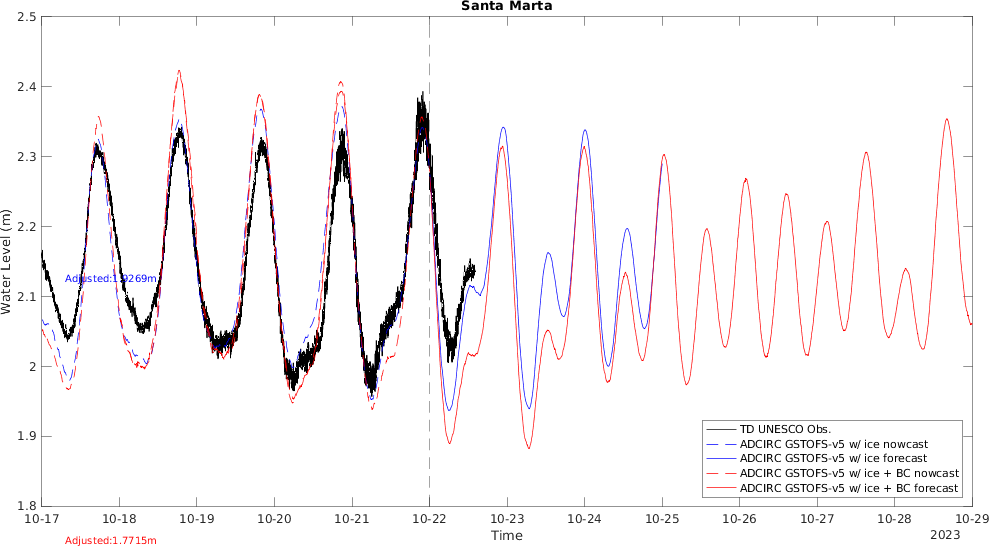 Santa Marta
2.5
2.4
2.3
2.2
2.1
2
1.9
1.8
Water Level (m)
Adjusted:1.9269m
TD UNESCO Obs.
ADCIRC GSTOFS-v5 w/ ice nowcast
ADCIRC GSTOFS-v5 w/ ice forecast
ADCIRC GSTOFS-v5 w/ ice + BC nowcast
ADCIRC GSTOFS-v5 w/ ice + BC forecast
10-17 10-18 10-19 10-20 10-21 10-22 10-23 10-24 10-25 10-26 10-27 10-28 10-29
Time
2023
Adjusted:1.7715m